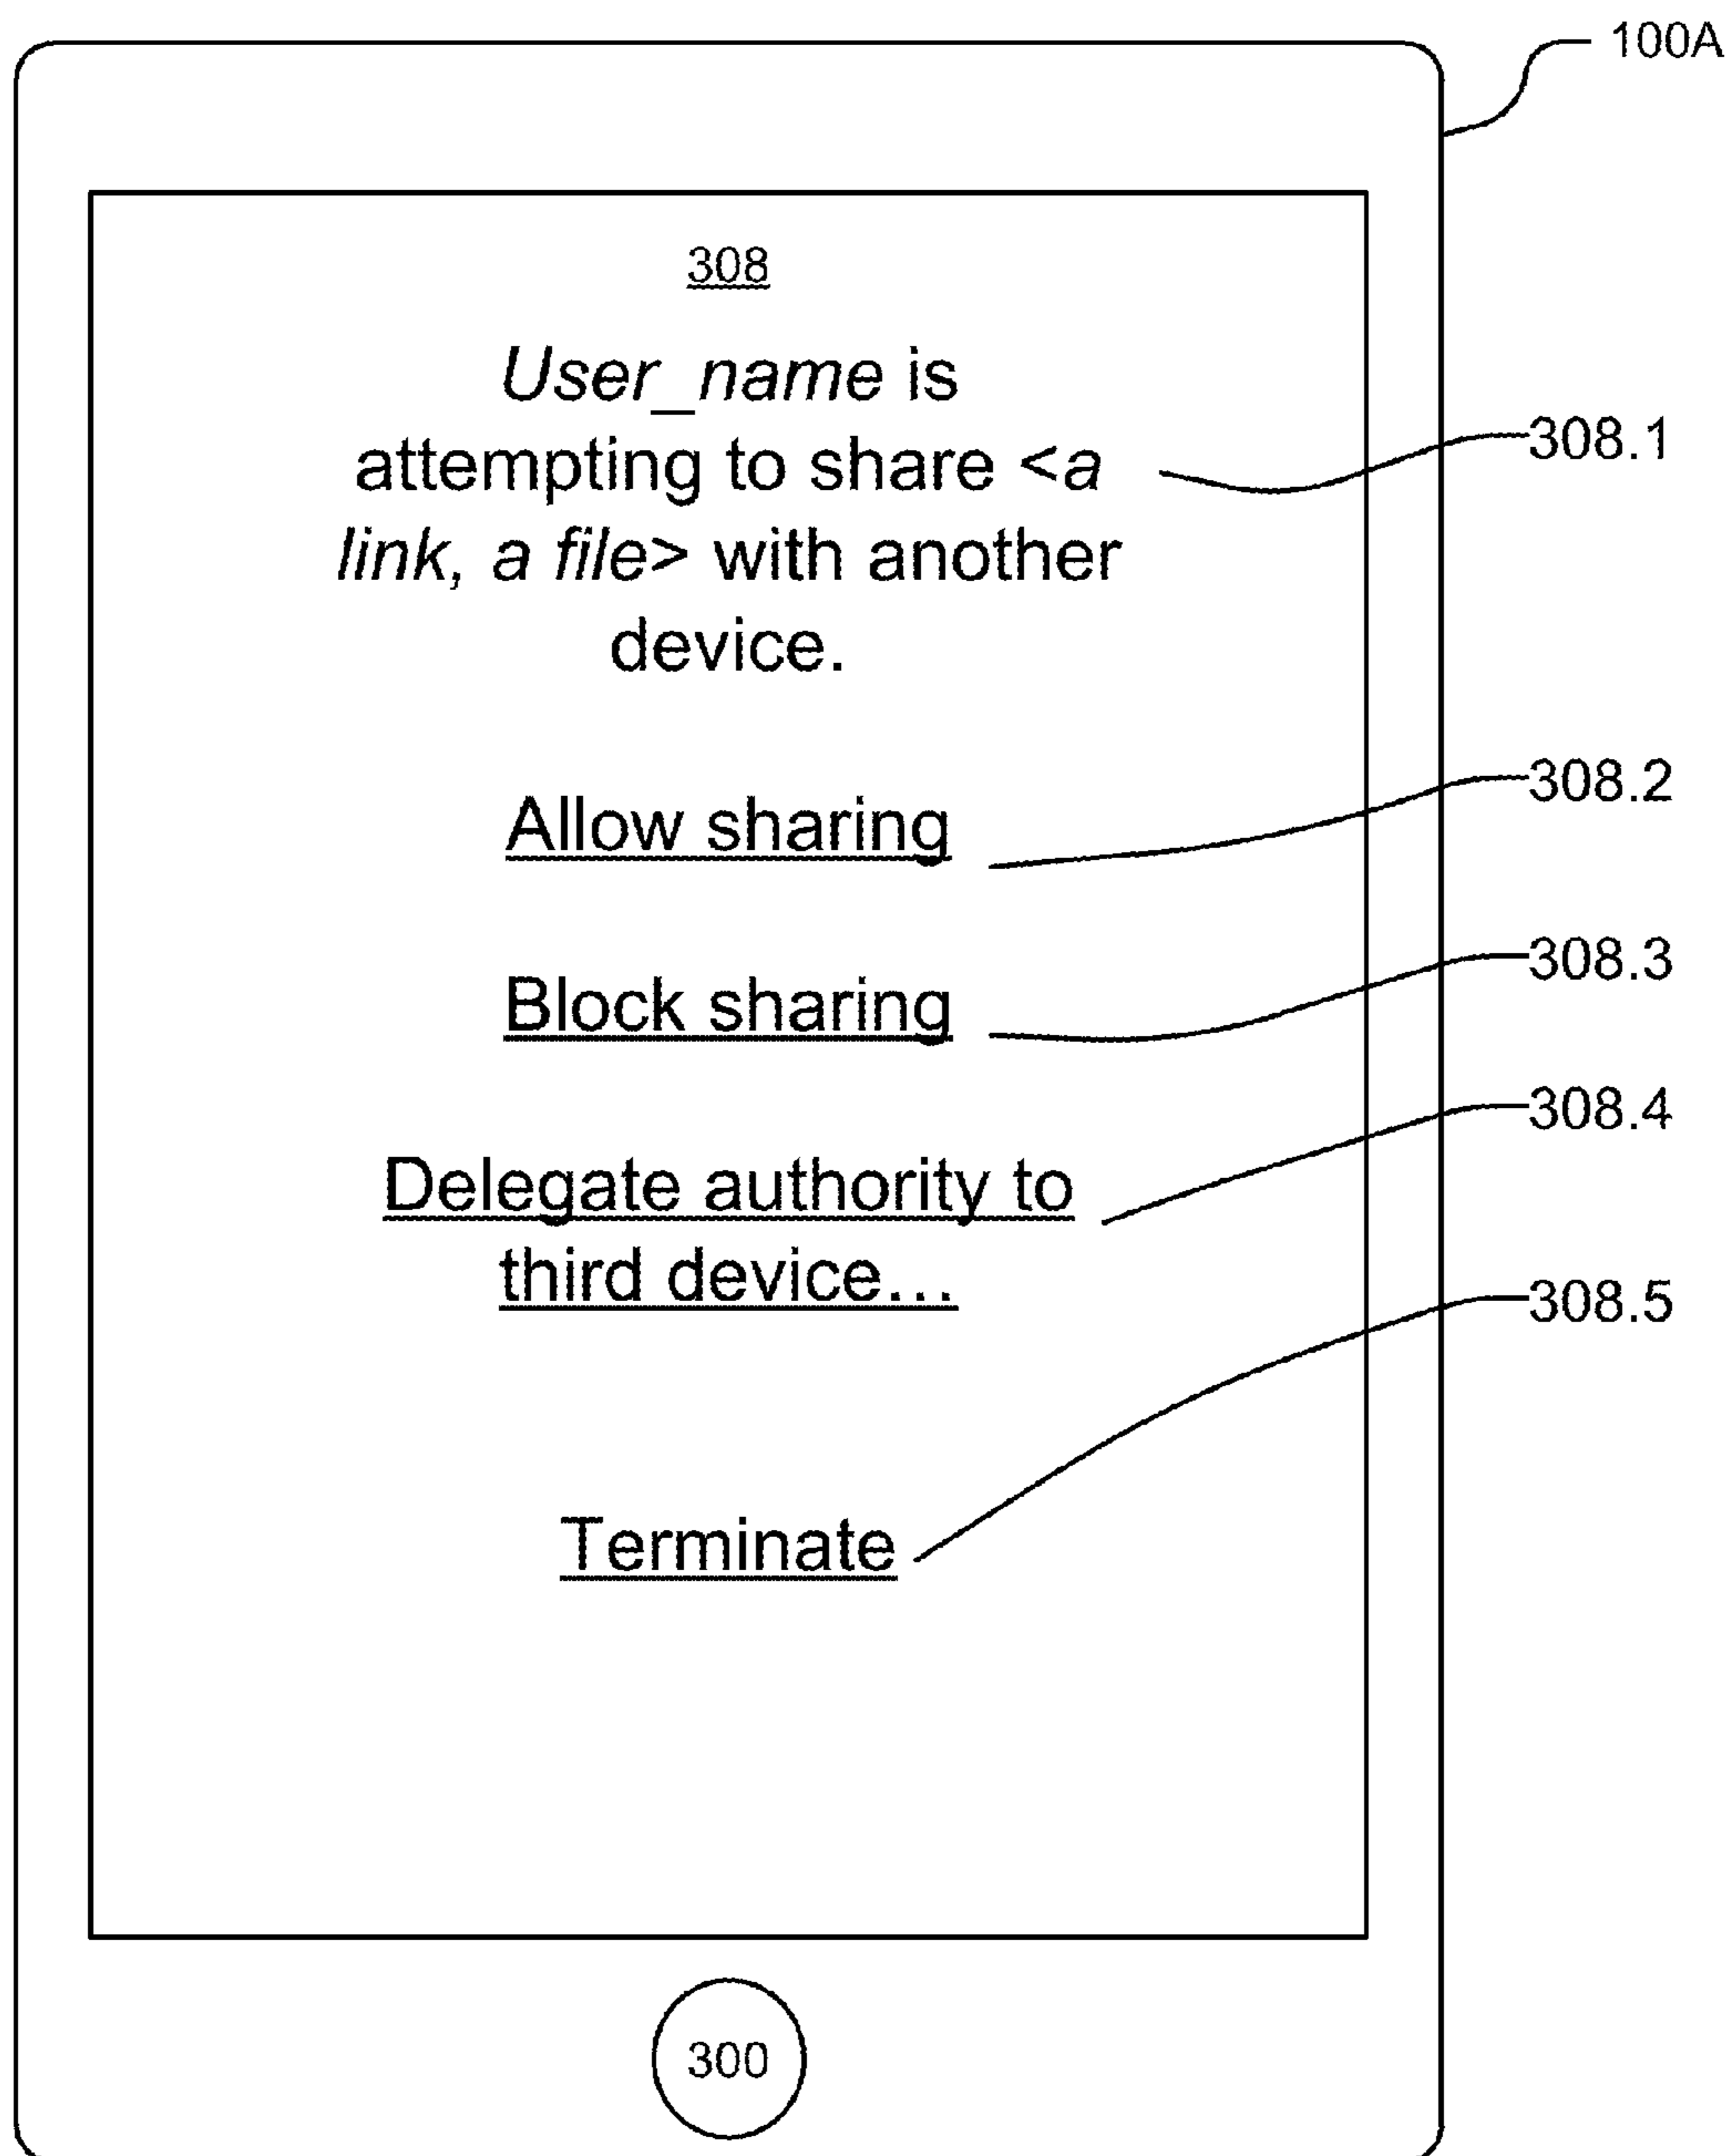 100A
308
User_name is
attempting to share <a
link, a file> with another
device.
308.1
Allow sharing
308.2
Block sharing
308.3
Delegate authority to
third device...
308.4
Terminate
308.5
300